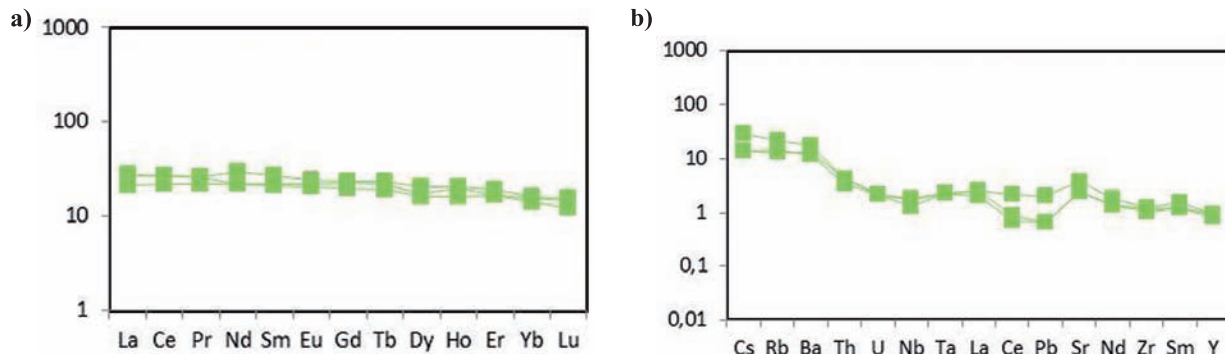 a)
1000
100
10
1
La Ce Pr Nd Sm Eu Gd Tb Dy Ho Er Yb Lu
b)
1000
100
10
1
0,1
0,01
Cs Rb Ba Th U Nb Ta La Ce Pb Sr Nd Zr Sm Y